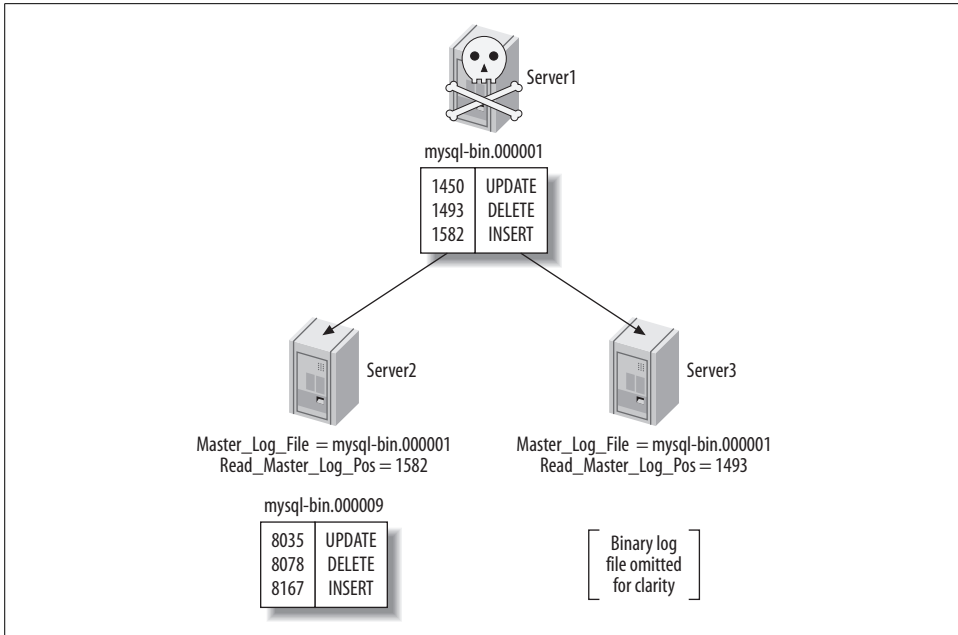 Server1
mysql-bin.000001
1450 UPDATE
1493 DELETE
1582 INSERT
Server2
Server3
Master_Log_File = mysql-bin.000001
Read_Master_Log_Pos = 1582
Master_Log_File = mysql-bin.000001
Read_Master_Log_Pos = 1493
mysql-bin.000009
8035 UPDATE
8078 DELETE
8167 INSERT
Binary log
file omitted
for clarity